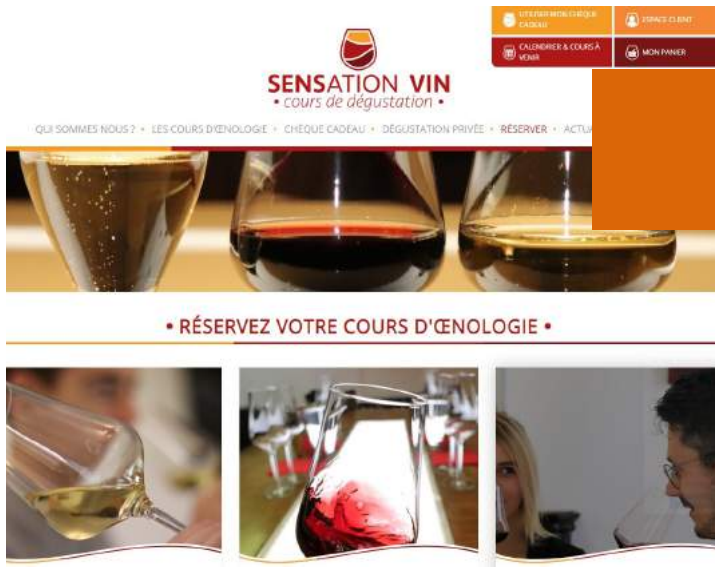 UTILISER MON CHÈQUE
CADEAU
ESPACE CLIENT
CALENDRIER & COURS À
VENIR
MON PANIER
SENSATION VIN
• cours de dégustation •
QUI SOMMES NOUS ? • LES COURS D'ŒNOLOGIE • CHÈQUE CADEAU • DÉGUSTATION PRIVÉE • RÉSERVER •
• RÉSERVEZ VOTRE COURS D'ŒNOLOGIE •